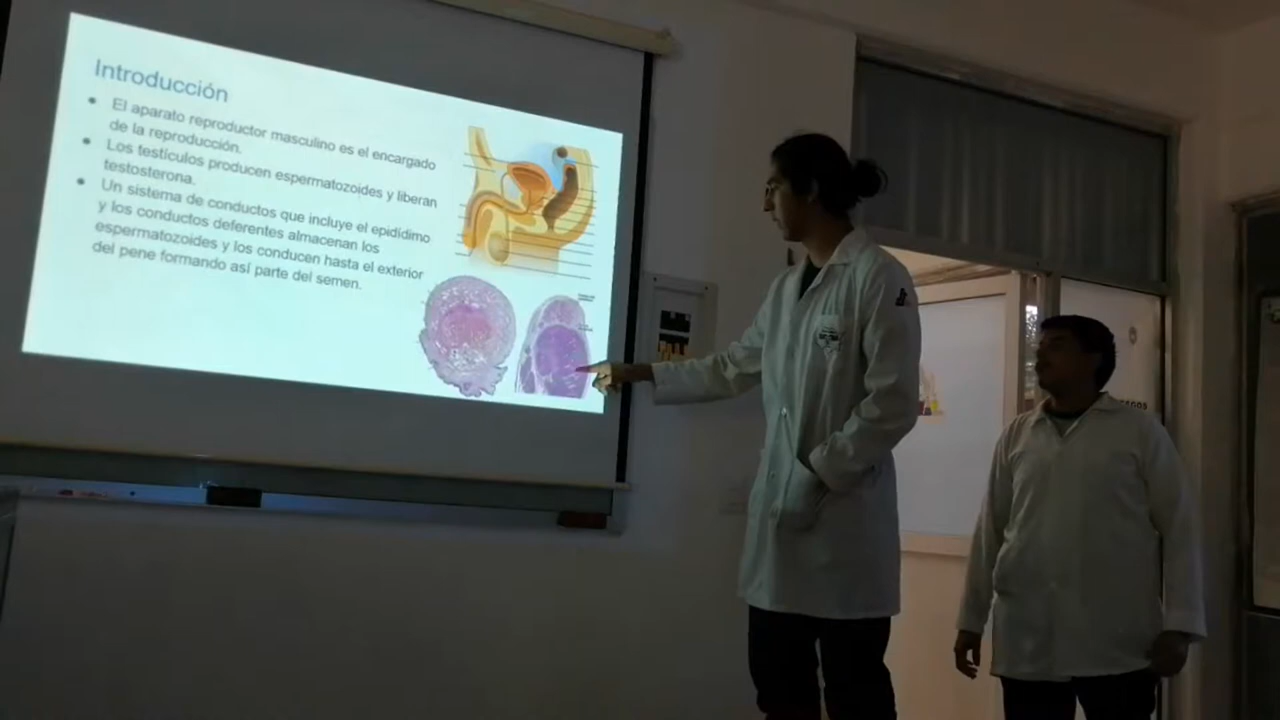 Introducción
● El aparato reproductor masculino es el encargado
de la reproducción.
● Los testículos producen espermatozoides y liberan
testosterona.
● Un sistema de conductos que incluye el epidídimo
y los conductos deferentes almacenan los
espermatozoides y los conducen hasta el exterior
del pene formando así parte del semen.